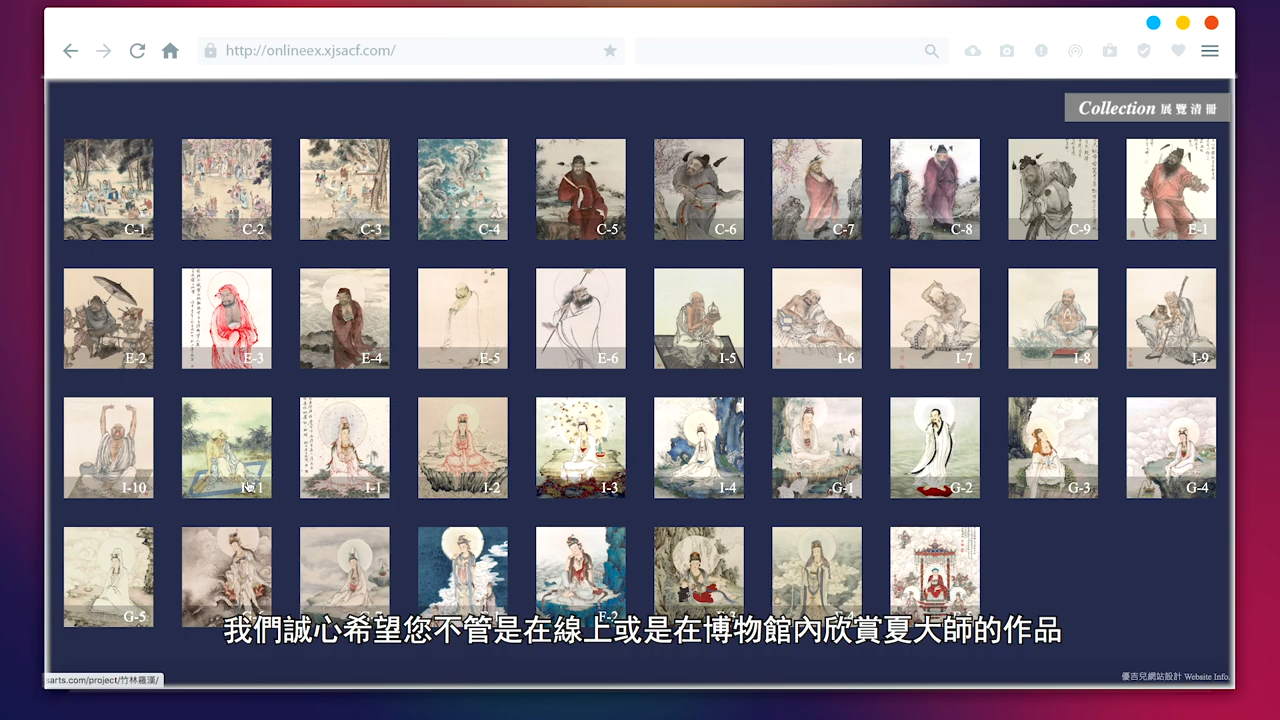 http://onlineex.xjsacf.com/
Collection 展覽清冊
C-1 C-2 C-3 C-4 C-5 C-6 C-7 C-8 C-9 E-1
E-2 E-3 E-4 E-5 E-6 I-5 I-6 I-7 I-8 I-9
I-10 I-1 I-2 I-3 I-4 G-1 G-2 G-3 G-4
G-5
我們誠心希望您不管是在線上或是在博物館內欣賞夏大師的作品
sarts.com/project/竹林羅漢/
優吉兒網站設計 Website Info.